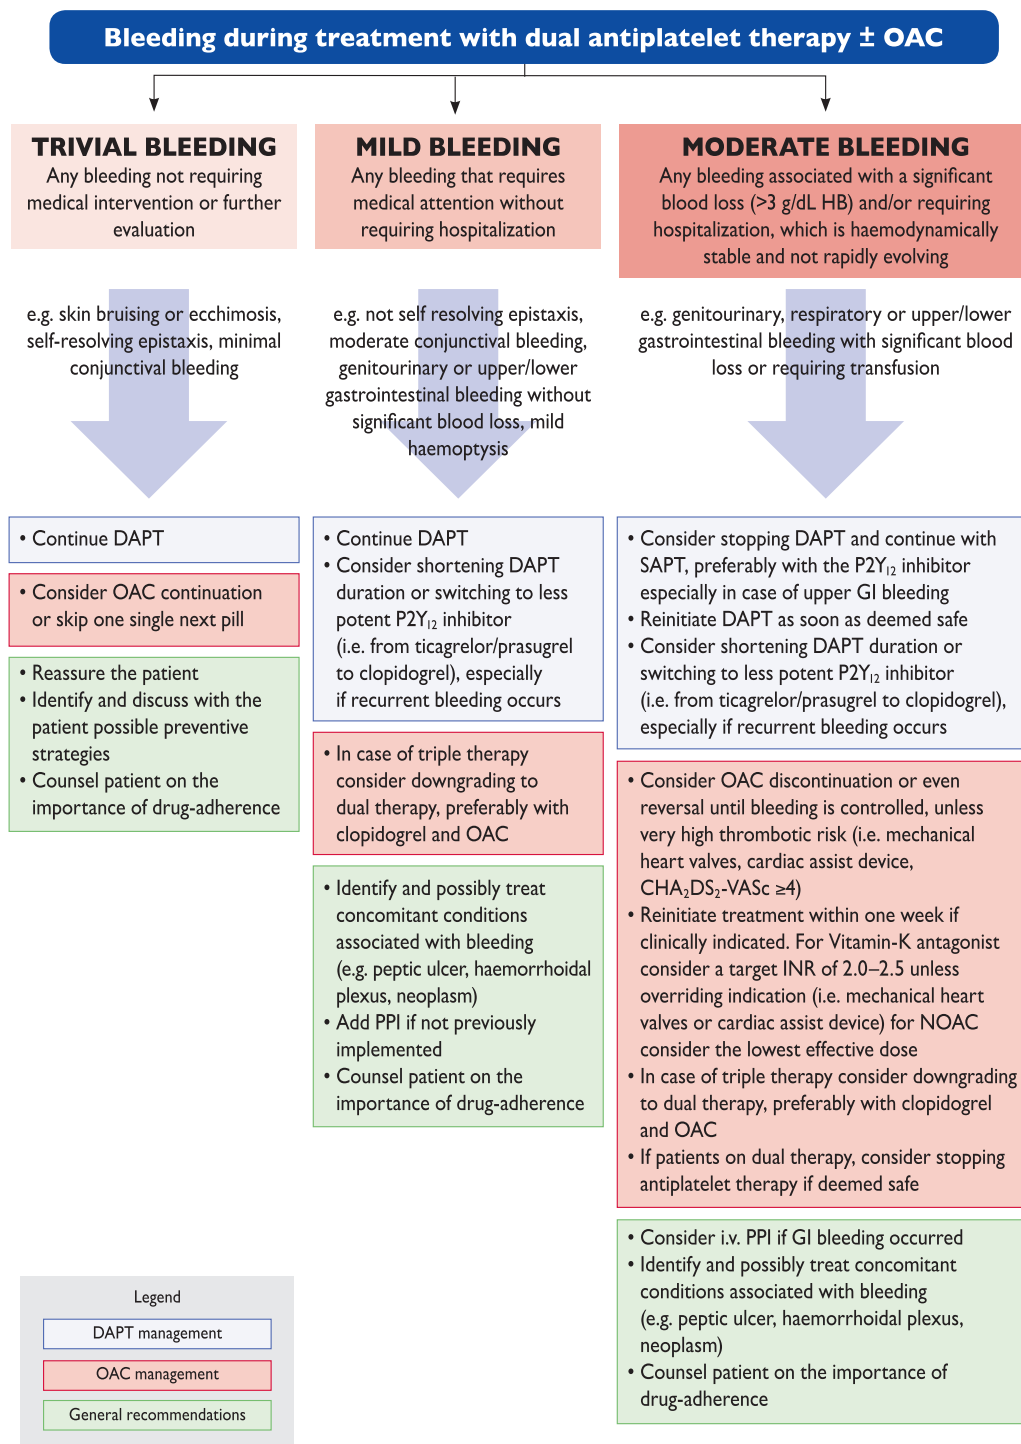 Bleeding during treatment with dual antiplatelet therapy ± OAC
TRIVIAL BLEEDING
Any bleeding not requiring
medical intervention or further
evaluation
e.g. skin bruising or ecchimosis,
self-resolving epistaxis, minimal
conjunctival bleeding
• Continue DAPT
• Consider OAC continuation
or skip one single next pill
• Reassure the patient
• Identify and discuss with the
patient possible preventive
strategies
• Counsel patient on the
importance of drug-adherence
MILD BLEEDING
Any bleeding that requires
medical attention without
requiring hospitalization
e.g. not self resolving epistaxis,
moderate conjunctival bleeding,
genitourinary or upper/lower
gastrointestinal bleeding without
significant blood loss, mild
haemoptysis
• Continue DAPT
• Consider shortening DAPT
duration or switching to less
potent P2Y₁₂ inhibitor
(i.e. from ticagrelor/prasugrel
to clopidogrel), especially
if recurrent bleeding occurs
• In case of triple therapy
consider downgrading to
dual therapy, preferably with
clopidogrel and OAC
• Identify and possibly treat
concomitant conditions
associated with bleeding
(e.g. peptic ulcer, haemorrhoidal
plexus, neoplasm)
• Add PPI if not previously
implemented
• Counsel patient on the
importance of drug-adherence
MODERATE BLEEDING
Any bleeding associated with a significant
blood loss (>3 g/dL HB) and/or requiring
hospitalization, which is haemodynamically
stable and not rapidly evolving
e.g. genitourinary, respiratory or upper/lower
gastrointestinal bleeding with significant blood
loss or requiring transfusion
• Consider stopping DAPT and continue with
SAPT, preferably with the P2Y₁₂ inhibitor
especially in case of upper GI bleeding
• Reinitiate DAPT as soon as deemed safe
• Consider shortening DAPT duration or
switching to less potent P2Y₁₂ inhibitor
(i.e. from ticagrelor/prasugrel to clopidogrel),
especially if recurrent bleeding occurs
• Consider OAC discontinuation or even
reversal until bleeding is controlled, unless
very high thrombotic risk (i.e. mechanical
heart valves, cardiac assist device,
CHA₂DS₂-VASc ≥4)
• Reinitiate treatment within one week if
clinically indicated. For Vitamin-K antagonist
consider a target INR of 2.0–2.5 unless
overriding indication (i.e. mechanical heart
valves or cardiac assist device) for NOAC
consider the lowest effective dose
• In case of triple therapy consider downgrading
to dual therapy, preferably with clopidogrel
and OAC
• If patients on dual therapy, consider stopping
antiplatelet therapy if deemed safe
• Consider i.v. PPI if GI bleeding occurred
• Identify and possibly treat concomitant
conditions associated with bleeding
(e.g. peptic ulcer, haemorrhoidal plexus,
neoplasm)
• Counsel patient on the importance of
drug-adherence
Legend
DAPT management
OAC management
General recommendations